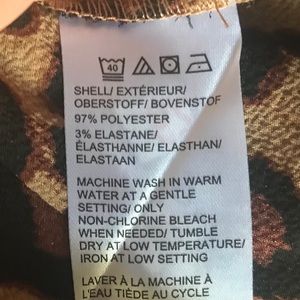 40
SHELL/ EXTÉRIEUR/
OBERSTOFF/ BOVENSTOF
97% POLYESTER
3% ELASTANE/
ÉLASTHANNE/ ELASTHAN/
ELASTAAN
MACHINE WASH IN WARM
WATER AT A GENTLE
SETTING/ ONLY
NON-CHLORINE BLEACH
WHEN NEEDED/ TUMBLE
DRY AT LOW TEMPERATURE/
IRON AT LOW SETTING
LAVER À LA MACHINE À
L'EAU TIÈDE AU CYCLE